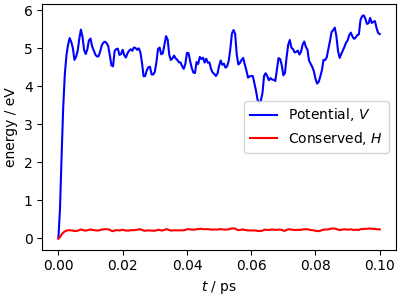 6
5
4
3
2
1
0
energy / eV
Potential, V
Conserved, H
0.00 0.02 0.04 0.06 0.08 0.10
t / ps